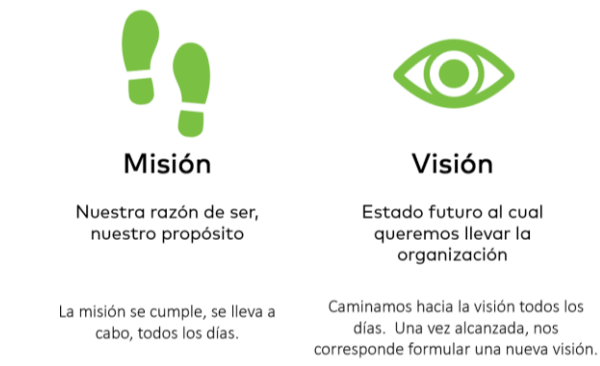 Misión
Nuestra razón de ser,
nuestro propósito
La misión se cumple, se lleva a
cabo, todos los días.
Visión
Estado futuro al cual
queremos llevar la
organización
Caminamos hacia la visión todos los
días.  Una vez alcanzada, nos
corresponde formular una nueva visión.